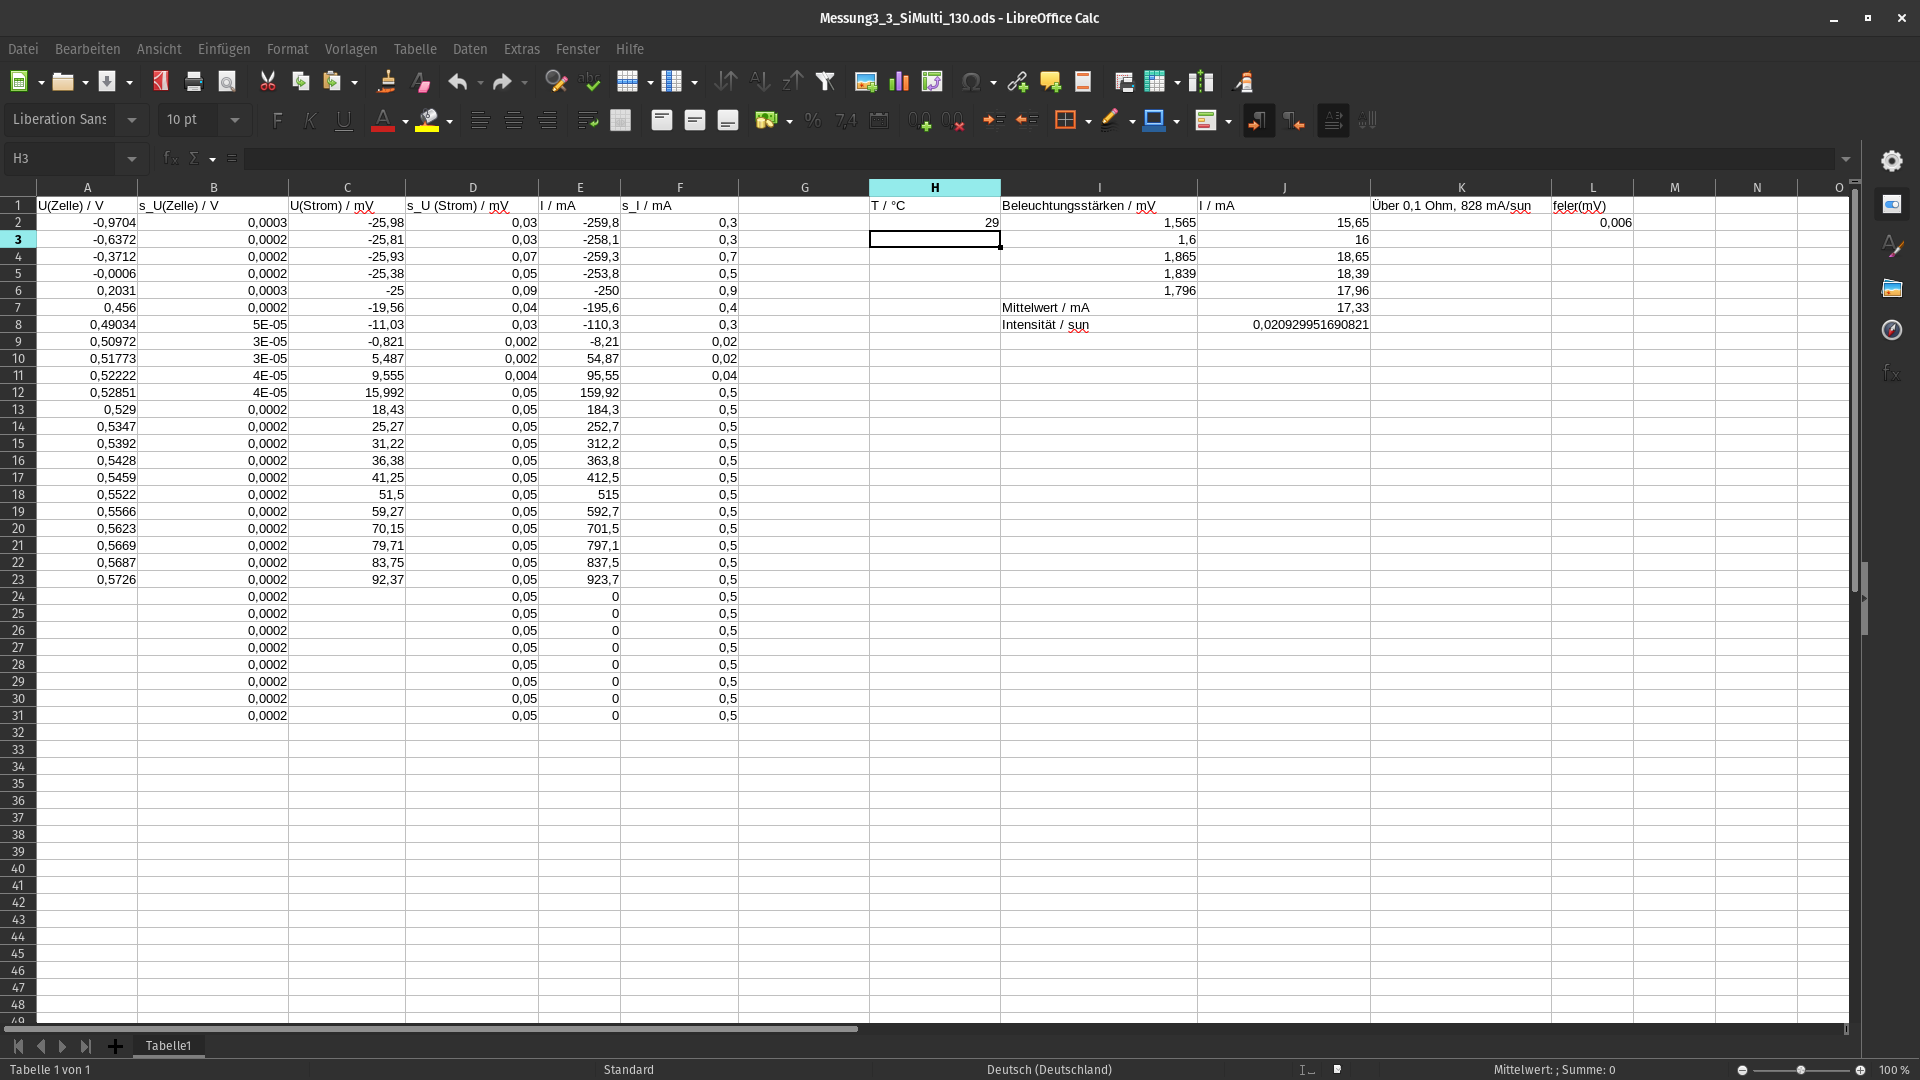 Messung3_3_SiMulti_130.ods - LibreOffice Calc
Datei Bearbeiten Ansicht Einfügen Format Vorlagen Tabelle Daten Extras Fenster Hilfe
Liberation Sans 10 pt F K U A % 7,4
H3 fx Σ =
A B C D E F G H I J K L M N O
1 U(Zelle) / V s_U(Zelle) / V U(Strom) / mV s_U (Strom) / mV I / mA s_I / mA T / °C Beleuchtungsstärken / mV I / mA Über 0,1 Ohm, 828 mA/sun feler(mV)
2 -0,9704 0,0003 -25,98 0,03 -259,8 0,3 29 1,565 15,65 0,006
3 -0,6372 0,0002 -25,81 0,03 -258,1 0,3 1,6 16
4 -0,3712 0,0002 -25,93 0,07 -259,3 0,7 1,865 18,65
5 -0,0006 0,0002 -25,38 0,05 -253,8 0,5 1,839 18,39
6 0,2031 0,0003 -25 0,09 -250 0,9 1,796 17,96
7 0,456 0,0002 -19,56 0,04 -195,6 0,4 Mittelwert / mA 17,33
8 0,49034 5E-05 -11,03 0,03 -110,3 0,3 Intensität / sun 0,020929951690821
9 0,50972 3E-05 -0,821 0,002 -8,21 0,02
10 0,51773 3E-05 5,487 0,002 54,87 0,02
11 0,52222 4E-05 9,555 0,004 95,55 0,04
12 0,52851 4E-05 15,992 0,05 159,92 0,5
13 0,529 0,0002 18,43 0,05 184,3 0,5
14 0,5347 0,0002 25,27 0,05 252,7 0,5
15 0,5392 0,0002 31,22 0,05 312,2 0,5
16 0,5428 0,0002 36,38 0,05 363,8 0,5
17 0,5459 0,0002 41,25 0,05 412,5 0,5
18 0,5522 0,0002 51,5 0,05 515 0,5
19 0,5566 0,0002 59,27 0,05 592,7 0,5
20 0,5623 0,0002 70,15 0,05 701,5 0,5
21 0,5669 0,0002 79,71 0,05 797,1 0,5
22 0,5687 0,0002 83,75 0,05 837,5 0,5
23 0,5726 0,0002 92,37 0,05 923,7 0,5
24 0,0002 0,05 0 0,5
25 0,0002 0,05 0 0,5
26 0,0002 0,05 0 0,5
27 0,0002 0,05 0 0,5
28 0,0002 0,05 0 0,5
29 0,0002 0,05 0 0,5
30 0,0002 0,05 0 0,5
31 0,0002 0,05 0 0,5
32
33
34
35
36
37
38
39
40
41
42
43
44
45
46
47
48
49
Tabelle1
Tabelle 1 von 1 Standard Deutsch (Deutschland) Mittelwert: ; Summe: 0 100 %